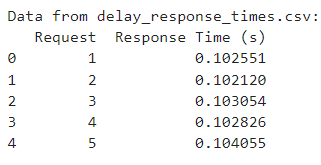 Data from delay_response_times.csv:
Request Response Time (s)
0 1 0.102551
1 2 0.102120
2 3 0.103054
3 4 0.102826
4 5 0.104055